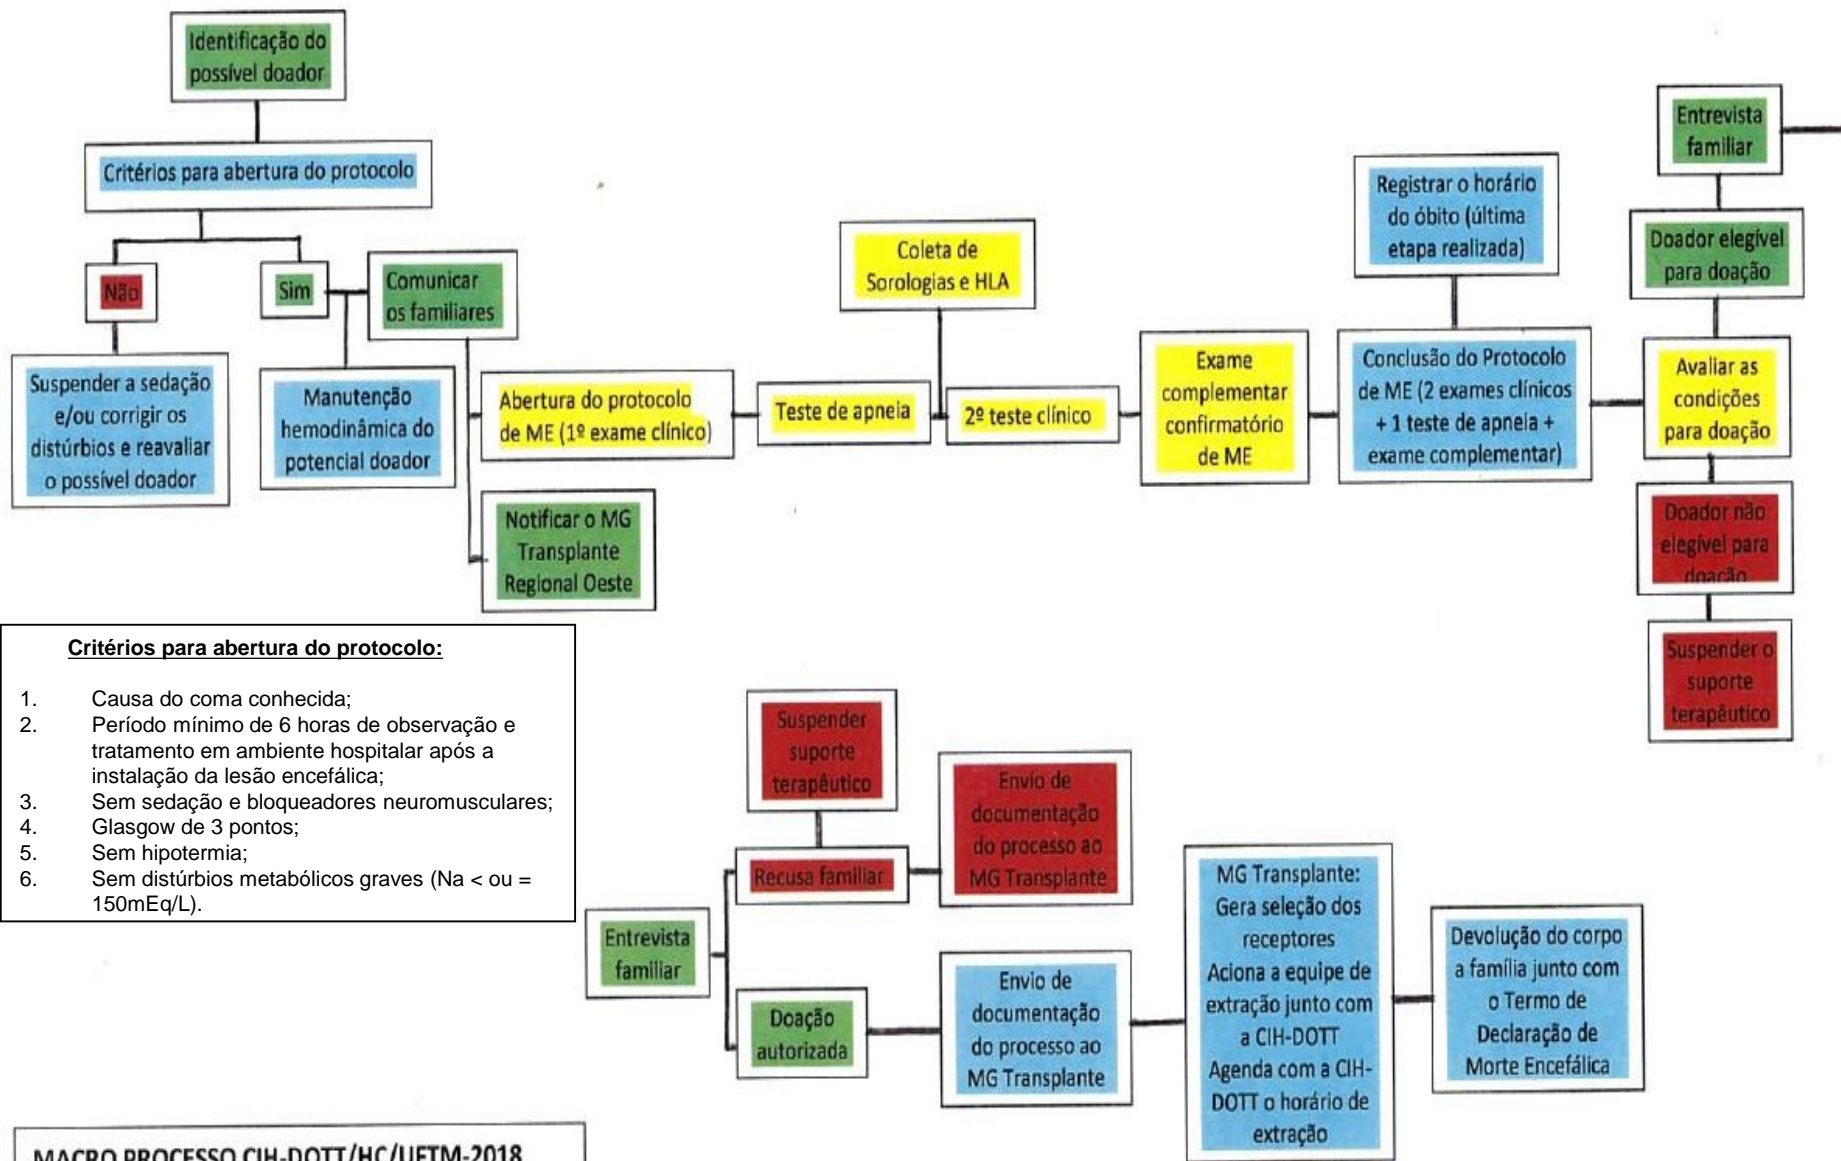 Identificação do
possível doador
Critérios para abertura do protocolo
Não
Sim
Comunicar
os familiares
Suspender a sedação
e/ou corrigir os
distúrbios e reavaliar
o possível doador
Manutenção
hemodinâmica do
potencial doador
Abertura do protocolo
de ME (1º exame clínico)
Notificar o MG
Transplante
Regional Oeste
Teste de apneia
Coleta de
Sorologias e HLA
2º teste clínico
Exame
complementar
confirmatório
de ME
Registrar o horário
do óbito (última
etapa realizada)
Conclusão do Protocolo
de ME (2 exames clínicos
+ 1 teste de apneia +
exame complementar)
Entrevista
familiar
Doador elegível
para doação
Avaliar as
condições
para doação
Doador não
elegível para
doação
Suspender o
suporte
terapêutico
Critérios para abertura do protocolo:
1. Causa do coma conhecida;
2. Período mínimo de 6 horas de observação e
tratamento em ambiente hospitalar após a
instalação da lesão encefálica;
3. Sem sedação e bloqueadores neuromusculares;
4. Glasgow de 3 pontos;
5. Sem hipotermia;
6. Sem distúrbios metabólicos graves (Na < ou =
150mEq/L).
Entrevista
familiar
Suspender
suporte
terapêutico
Recusa familiar
Envio de
documentação
do processo ao
MG Transplante
Doação
autorizada
Envio de
documentação
do processo ao
MG Transplante
MG Transplante:
Gera seleção dos
receptores
Aciona a equipe de
extração junto com
a CIH-DOTT
Agenda com a CIH-
DOTT o horário de
extração
Devolução do corpo
a família junto com
o Termo de
Declaração de
Morte Encefálica
MACRO PROCESSO CIH-DOTT/HC/UFTM-2018